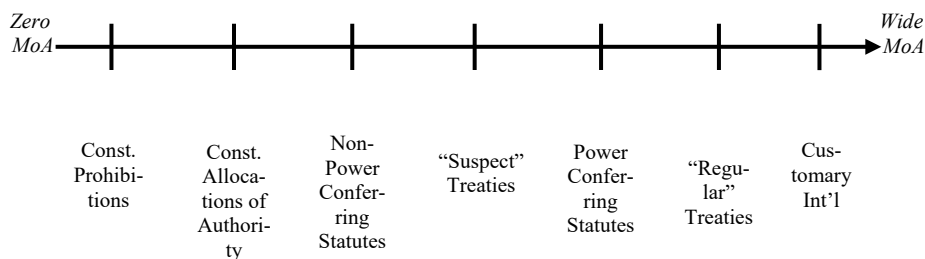 Zero
MoA
Wide
MoA
Const.
Prohibi-
tions
Const.
Alloca-
tions of
Authori-
ty
Non-
Power
Confer-
ring
Statutes
“Suspect”
Treaties
Power
Confer-
ring
Statutes
“Regu-
lar”
Treaties
Cus-
tomary
Int’l